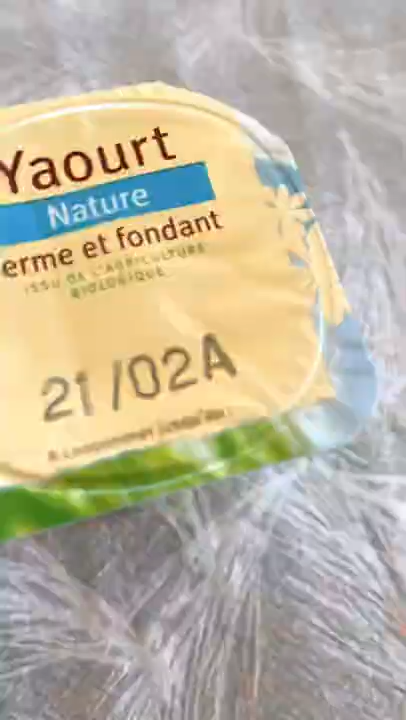 Yaourt
Nature
erme et fondant
ISSU DE L'AGRICULTURE
BIOLOGIQUE
21/02A